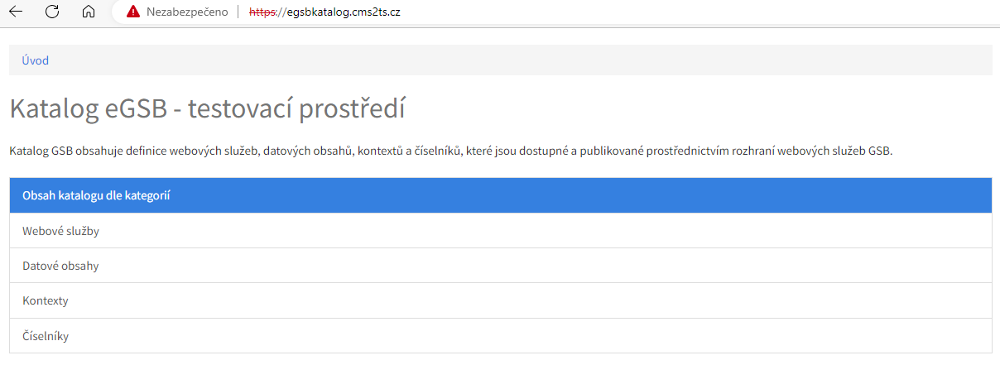 Nezabezpečeno https://egsbkatalog.cms2ts.cz
Úvod
Katalog eGSB - testovací prostředí
Katalog GSB obsahuje definice webových služeb, datových obsahů, kontextů a číselníků, které jsou dostupné a publikované prostřednictvím rozhraní webových služeb GSB.
Obsah katalogu dle kategorií
Webové služby
Datové obsahy
Kontexty
Číselníky